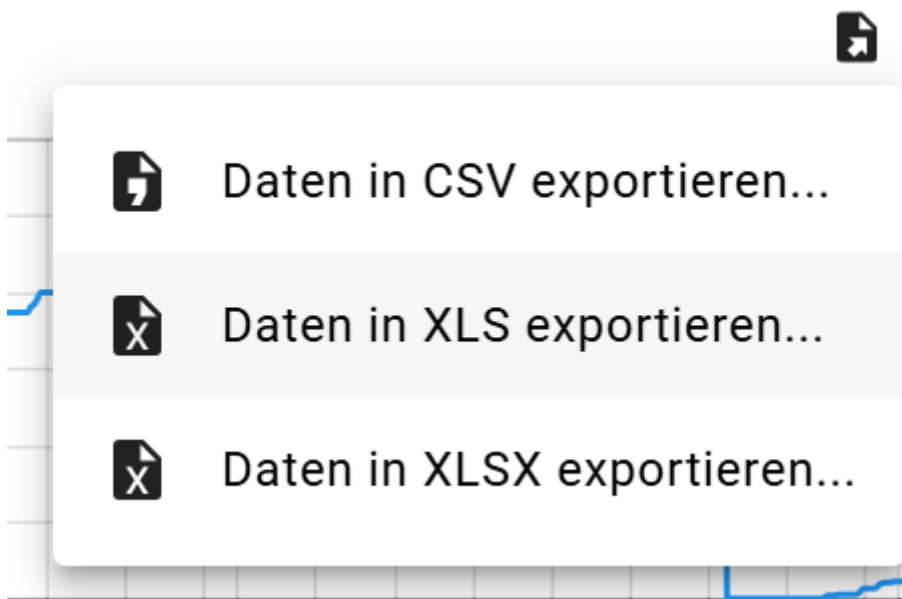 Daten in CSV exportieren...
Daten in XLS exportieren...
Daten in XLSX exportieren...